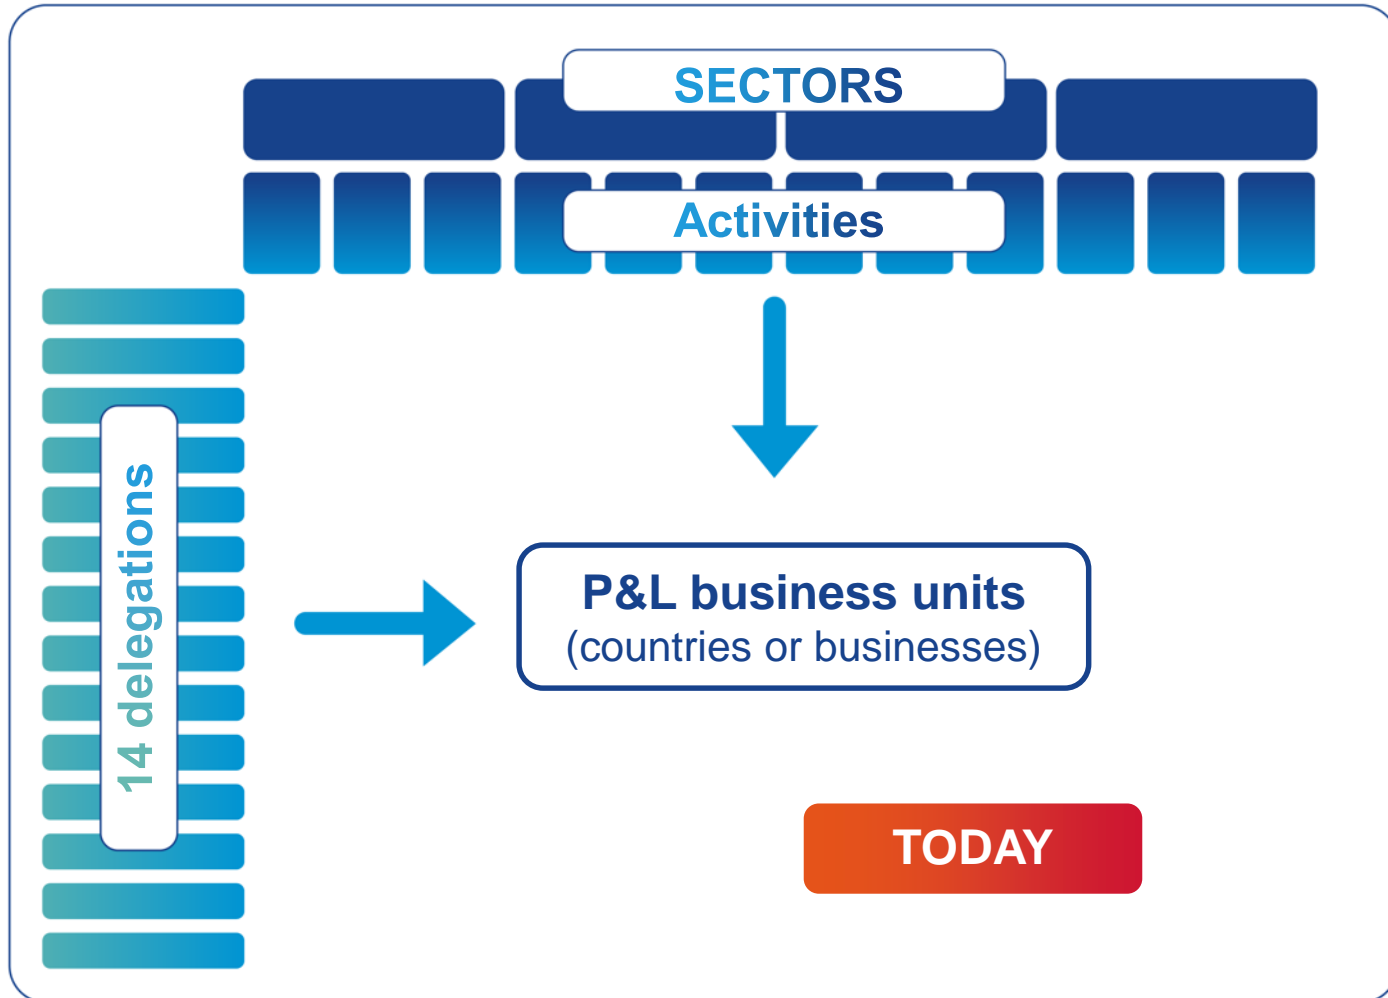 SECTORS
Activities
14 delegations
P&L business units
(countries or businesses)
TODAY